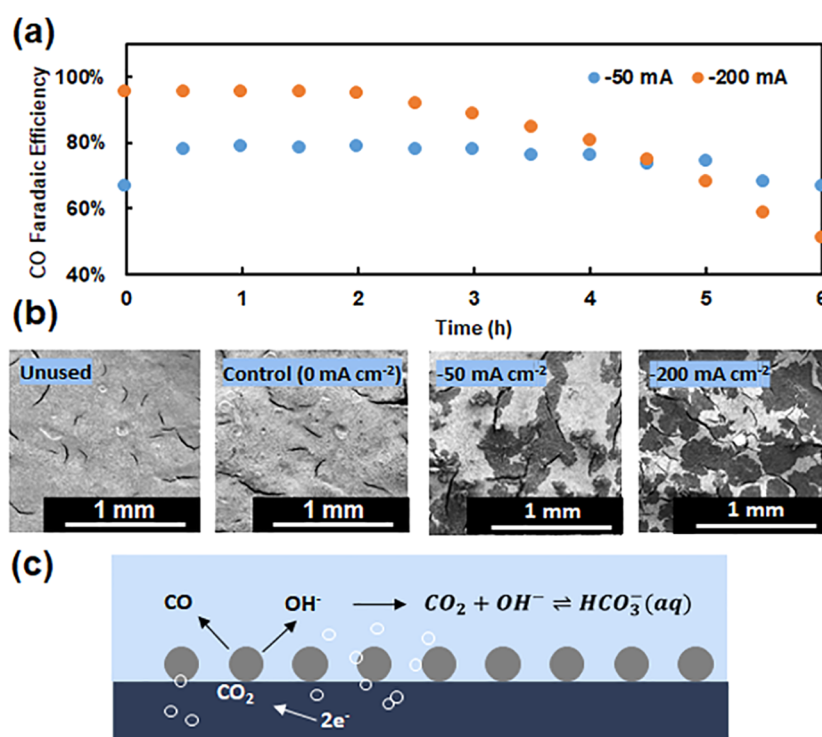 (a)
CO Faradaic Efficiency
100%
80%
60%
40%
-50 mA
-200 mA
0 1 2 3 4 5 6
Time (h)
(b)
Unused
1 mm
Control (0 mA cm⁻²)
1 mm
-50 mA cm⁻²
1 mm
-200 mA cm⁻²
1 mm
(c)
CO
OH⁻
CO₂ + OH⁻ ⇌ HCO₃⁻(aq)
CO₂
2e⁻